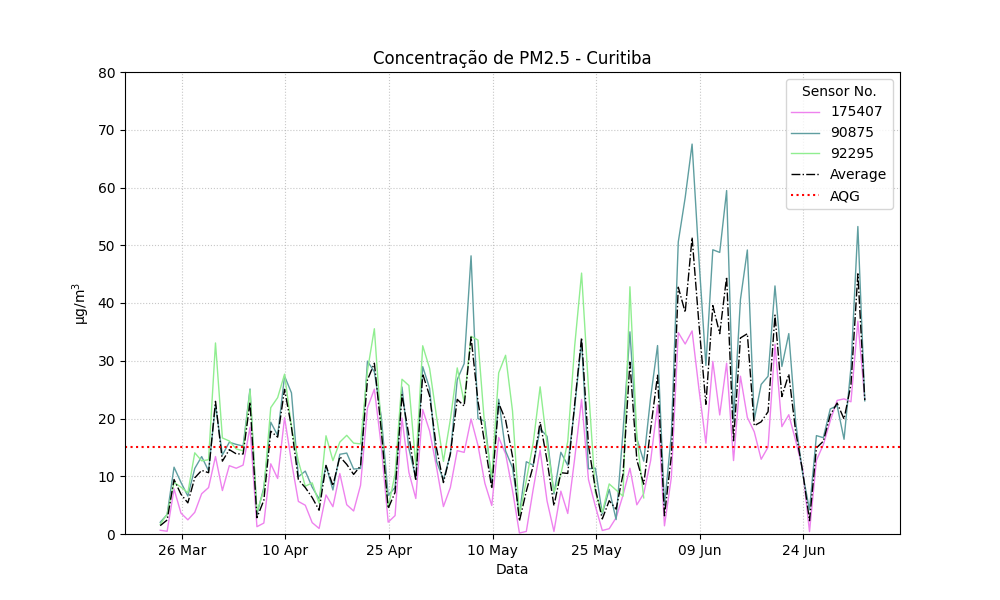 Concentração de PM2.5 - Curitiba
80
70
60
50
40
30
20
10
0
µg/m³
Sensor No.
175407
90875
92295
Average
AQG
26 Mar
10 Apr
25 Apr
10 May
25 May
09 Jun
24 Jun
Data